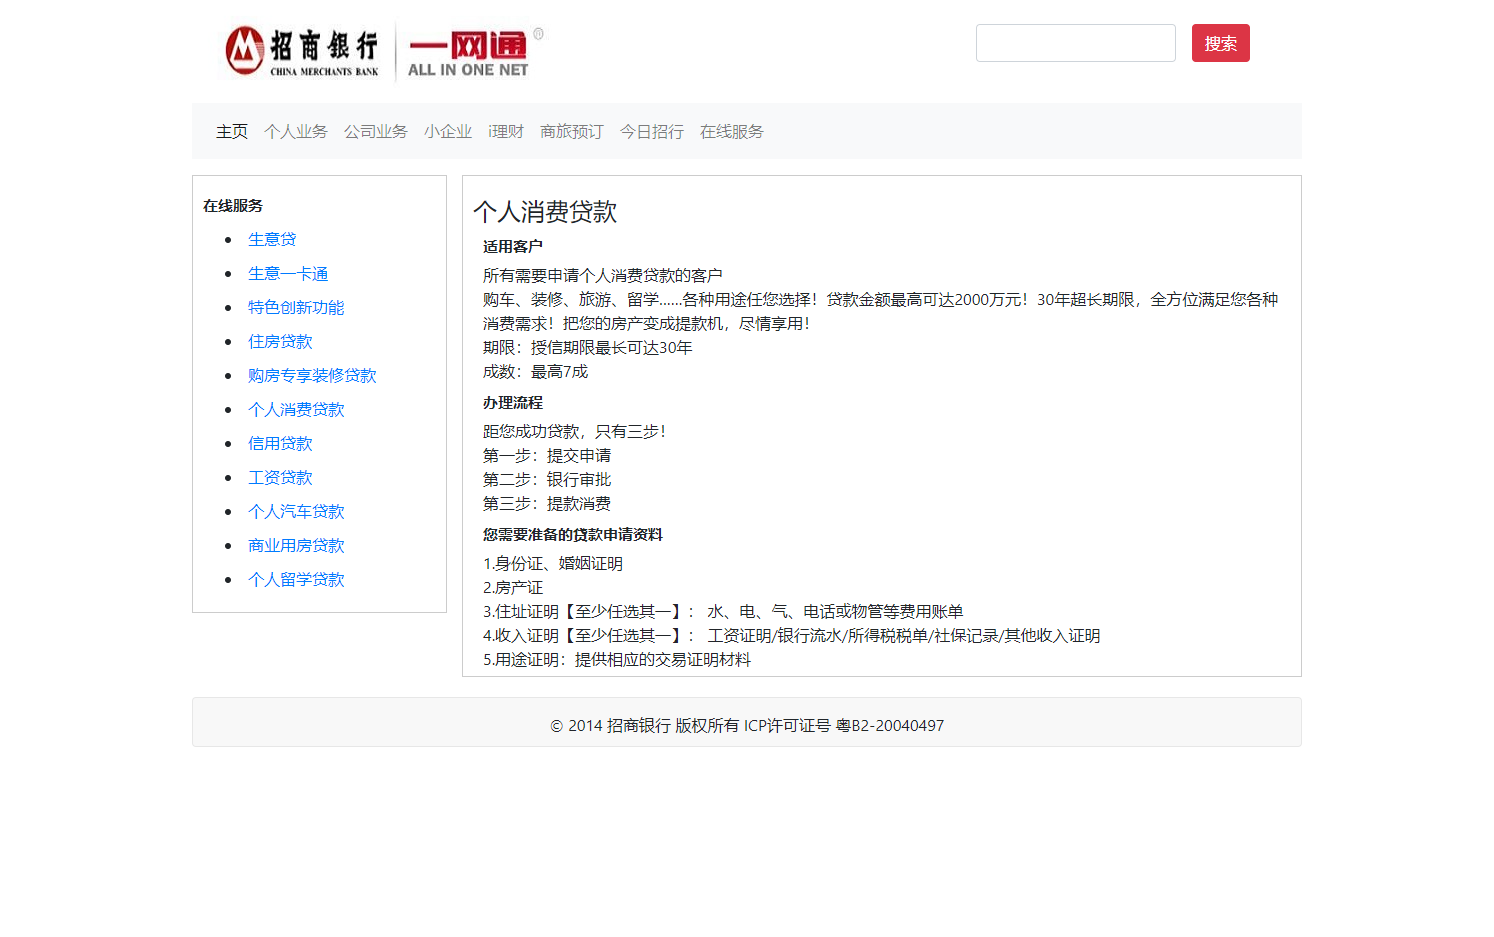 招商银行
CHINA MERCHANTS BANK
一网通®
ALL IN ONE NET
搜索
主页 个人业务 公司业务 小企业 i理财 商旅预订 今日招行 在线服务
在线服务
生意贷
生意一卡通
特色创新功能
住房贷款
购房专享装修贷款
个人消费贷款
信用贷款
工资贷款
个人汽车贷款
商业用房贷款
个人留学贷款
个人消费贷款
适用客户
所有需要申请个人消费贷款的客户
购车、装修、旅游、留学......各种用途任您选择！贷款金额最高可达2000万元！30年超长期限，全方位满足您各种
消费需求！把您的房产变成提款机，尽情享用！
期限：授信期限最长可达30年
成数：最高7成
办理流程
距您成功贷款，只有三步！
第一步：提交申请
第二步：银行审批
第三步：提款消费
您需要准备的贷款申请资料
1.身份证、婚姻证明
2.房产证
3.住址证明【至少任选其一】： 水、电、气、电话或物管等费用账单
4.收入证明【至少任选其一】： 工资证明/银行流水/所得税税单/社保记录/其他收入证明
5.用途证明：提供相应的交易证明材料
© 2014 招商银行 版权所有 ICP许可证号 粤B2-20040497